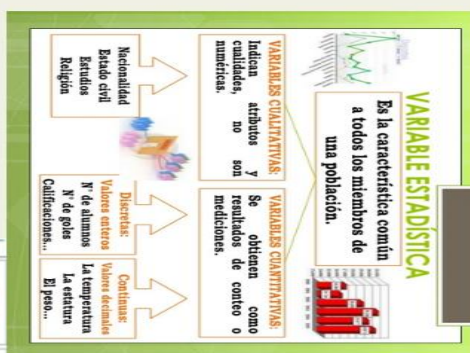 VARIABLE ESTADÍSTICA
Es la característica común
a todos los miembros de
una población.
VARIABLES CUALITATIVAS:
Indican atributos y
cualidades, no son
numéricas.
VARIABLES CUANTITATIVAS:
Se obtienen como
resultados de conteo o
mediciones.
Nacionalidad
Estado civil
Estudios
Religión
Discretas:
Valores enteros
N° de alumnos
N° de goles
Calificaciones...
Continuas:
Valores decimales
La temperatura
La estatura
El peso...